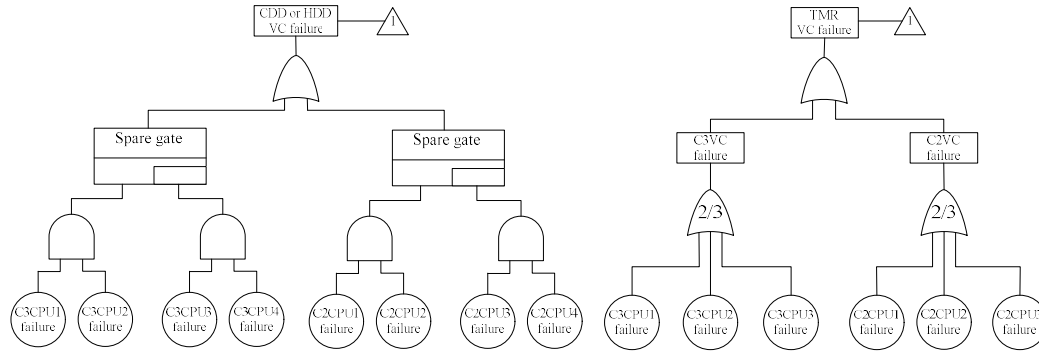 CDD or HDD
VC failure
1
TMR
VC failure
1
Spare gate
Spare gate
C3VC
failure
C2VC
failure
2/3
2/3
C3CPU1
failure
C3CPU2
failure
C3CPU3
failure
C3CPU4
failure
C2CPU1
failure
C2CPU2
failure
C2CPU3
failure
C2CPU4
failure
C3CPU1
failure
C3CPU2
failure
C3CPU3
failure
C2CPU1
failure
C2CPU2
failure
C2CPU3
failure